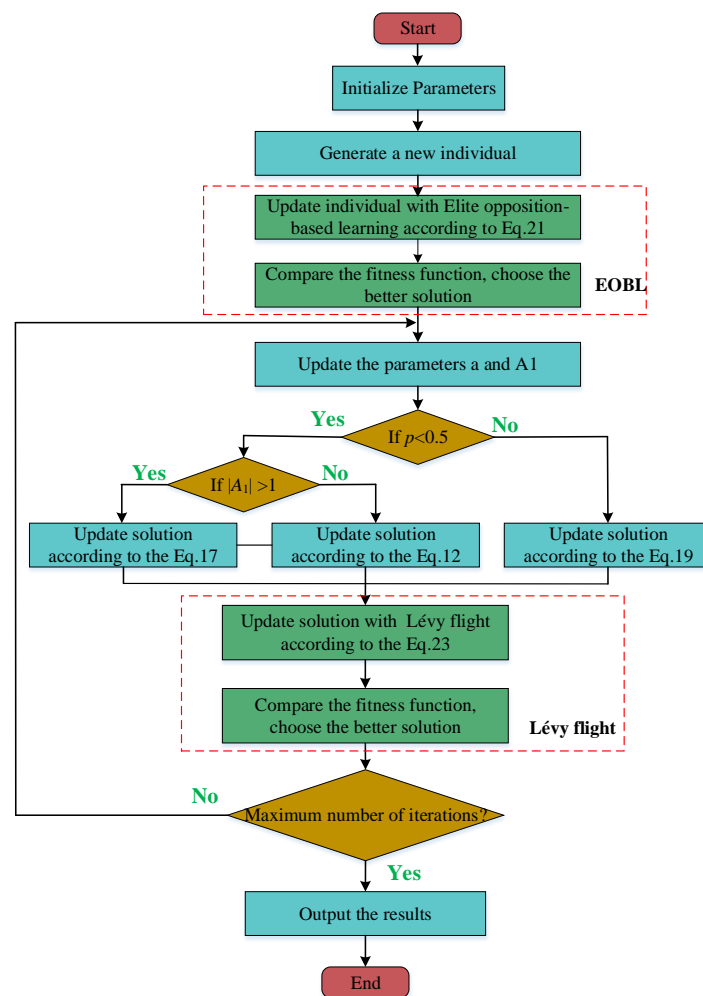 Start
Initialize Parameters
Generate a new individual
Update individual with Elite opposition-
based learning according to Eq.21
Compare the fitness function, choose the
better solution
EOBL
Update the parameters a and A1
Yes
If p<0.5
No
Yes
If |A₁| >1
No
Update solution
according to the Eq.17
Update solution
according to the Eq.12
Update solution
according to the Eq.19
Update solution with Lévy flight
according to the Eq.23
Compare the fitness function,
choose the better solution
Lévy flight
No
Maximum number of iterations?
Yes
Output the results
End